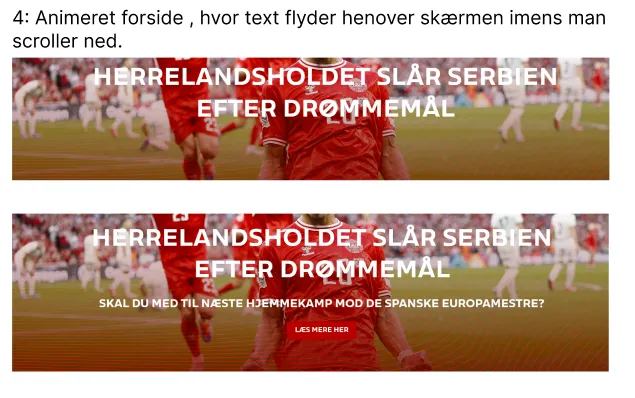 4: Animeret forside , hvor text flyder henover skærmen imens man
scroller ned.
HERRELANDSHOLDET SLÅR SERBIEN
EFTER DRØMMEMÅL
HERRELANDSHOLDET SLÅR SERBIEN
EFTER DRØMMEMÅL
SKAL DU MED TIL NÆSTE HJEMMEKAMP MOD DE SPANSKE EUROPAMESTRE?
LÆS MERE HER